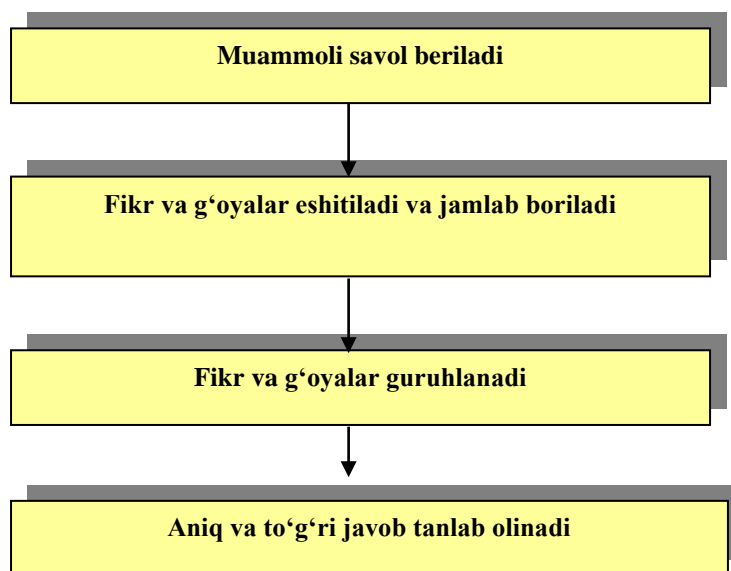 Muammoli savol beriladi
Fikr va g‘oyalar eshitiladi va jamlab boriladi
Fikr va g‘oyalar guruhlanadi
Aniq va to‘g‘ri javob tanlab olinadi